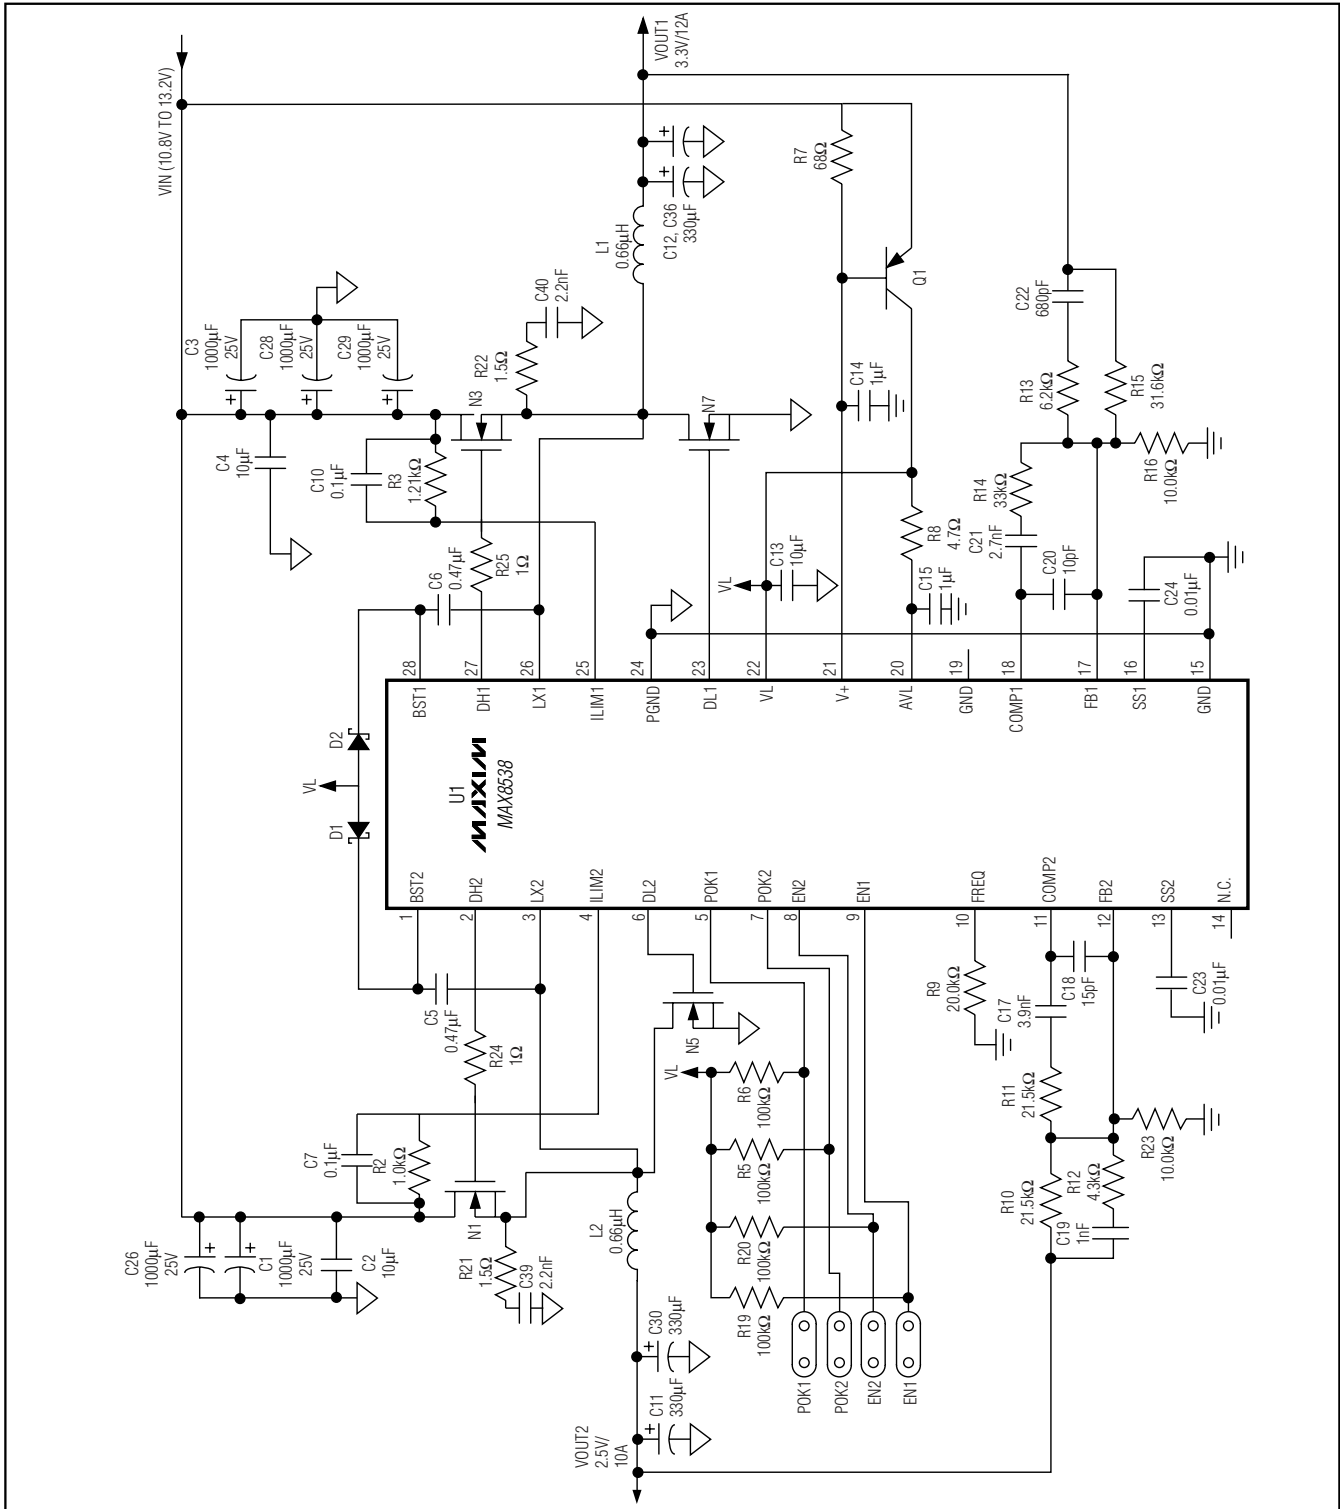 VIN (10.8V TO 13.2V)
VOUT1
3.3V/12A
C3
1000µF
25V
C28
1000µF
25V
C29
1000µF
25V
C4
10µF
C10
0.1µF
R3
1.21kΩ
N3
R22
1.5Ω
C40
2.2nF
L1
0.66µH
C12, C36
330µF
R7
68Ω
Q1
N7
C14
1µF
C22
680pF
R13
6.2kΩ
R15
31.6kΩ
R16
10.0kΩ
R14
33kΩ
C21
2.7nF
C20
10pF
C24
0.01µF
R8
4.7Ω
C15
1µF
C13
10µF
VL
C6
0.47µF
R25
1Ω
D2
VL
D1
28
27
26
25
24
23
22
21
20
19
18
17
16
15
BST1
DH1
LX1
ILIM1
PGND
DL1
VL
V+
AVL
GND
COMP1
FB1
SS1
GND
U1
MAXIM
MAX8538
BST2
DH2
LX2
ILIM2
DL2
POK1
POK2
EN2
EN1
FREQ
COMP2
FB2
SS2
N.C.
1
2
3
4
6
5
7
8
9
10
11
12
13
14
C5
0.47µF
R24
1Ω
C7
0.1µF
R2
1.0kΩ
N1
C26
1000µF
25V
C1
1000µF
25V
C2
10µF
R21
1.5Ω
C39
2.2nF
L2
0.66µH
N5
VL
R6
100kΩ
R5
100kΩ
R20
100kΩ
R19
100kΩ
POK1
POK2
EN2
EN1
R9
20.0kΩ
C17
3.9nF
C18
15pF
C23
0.01µF
R11
21.5kΩ
R10
21.5kΩ
R12
4.3kΩ
C19
1nF
R23
10.0kΩ
C30
330µF
C11
330µF
VOUT2
2.5V/
10A